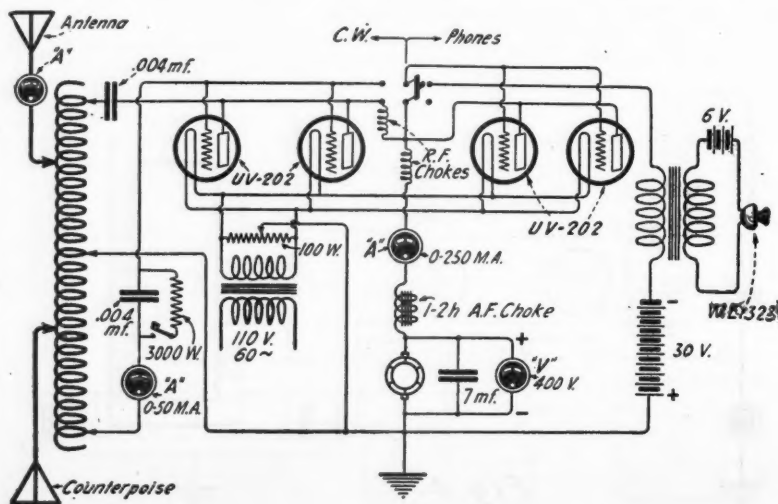 Antenna
"A"
.004 mf.
C.W.
Phones
6 V.
UV-202
R.F.
Chokes
UV-202
100 W.
"A"
0-250 M.A.
1-2h A.F. Choke
.004
mf.
3000 W.
110 V.
60~
"A"
0-50 M.A.
+
"V"
400 V.
7 mf.
-
-
30 V.
+
Counterpoise